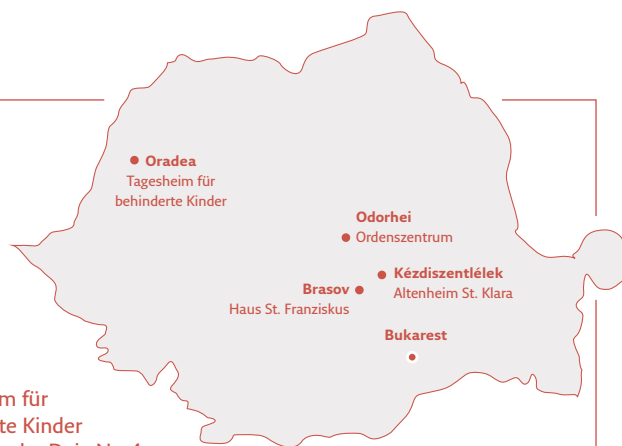 Oradea
Tagesheim für
behinderte Kinder
Odorhei
Ordenszentrum
Kézdiszentlélek
Altenheim St. Klara
Brasov
Haus St. Franziskus
Bukarest
m für
te Kinder